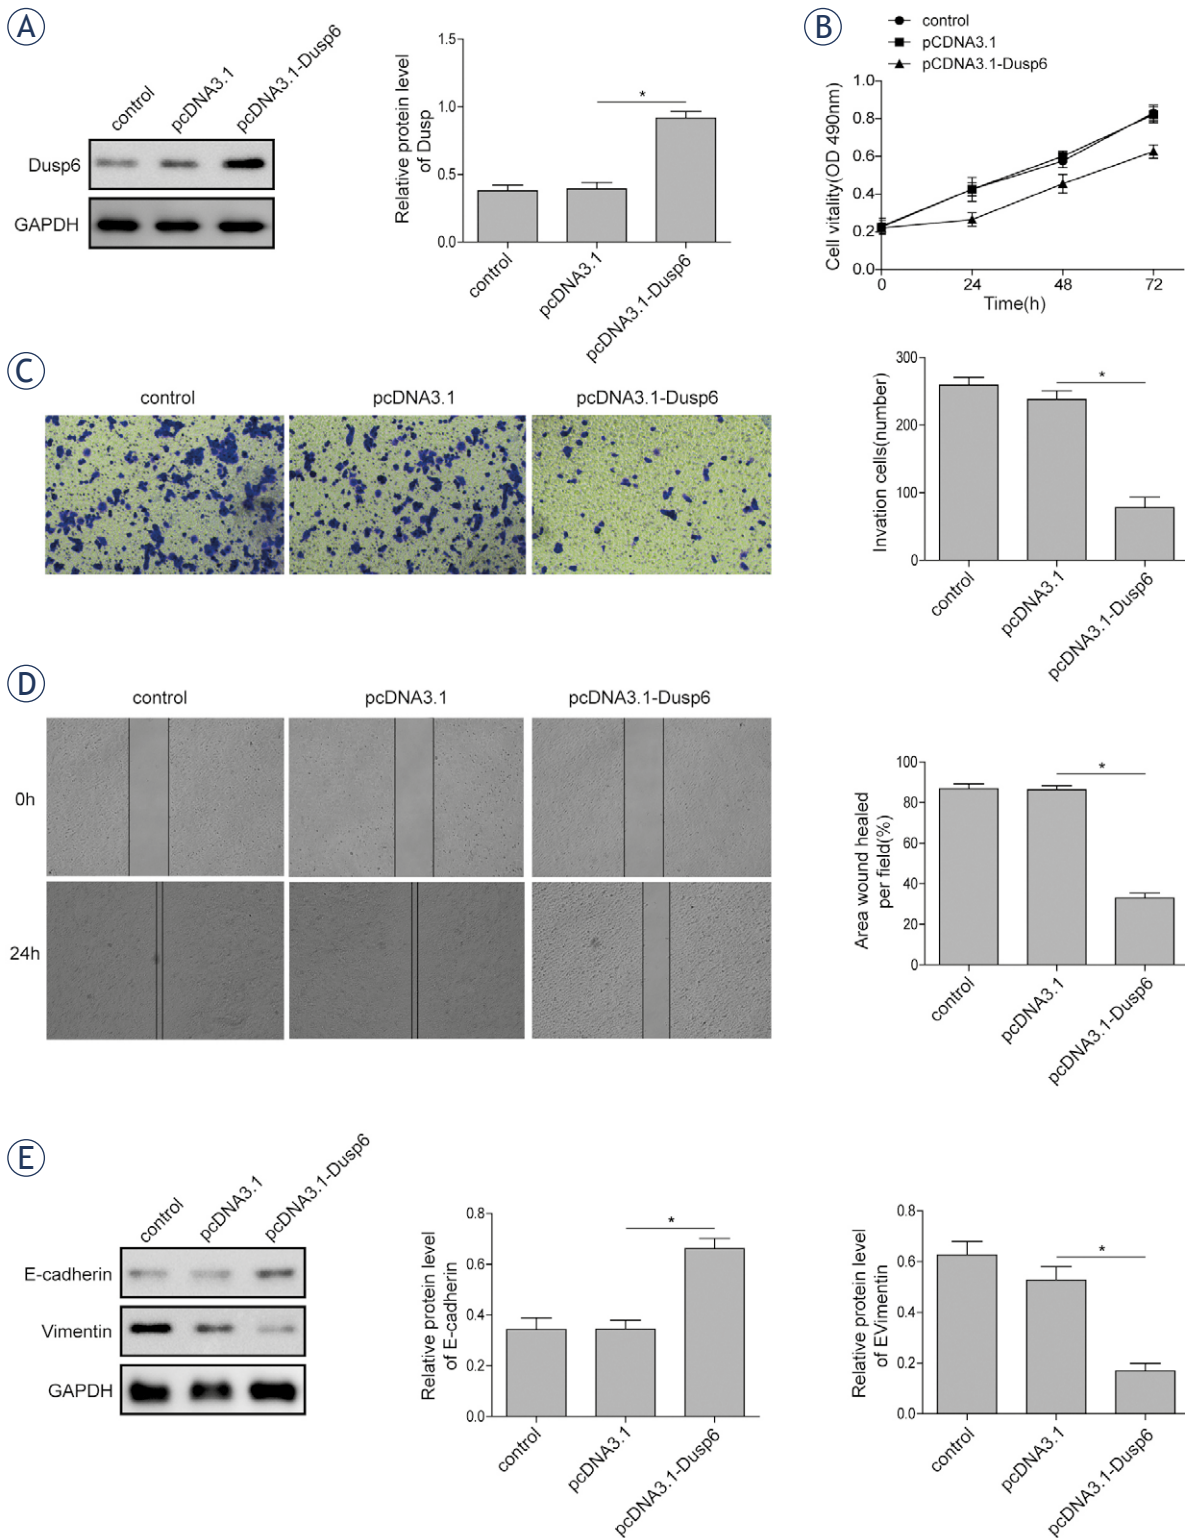 A
control
pcDNA3.1
pcDNA3.1-Dusp6
Dusp6
GAPDH
Relative protein level
of Dusp
1.5
1.0
0.5
0.0
*
control
pcDNA3.1
pcDNA3.1-Dusp6
B
control
pCDNA3.1
pCDNA3.1-Dusp6
Cell vitality(OD 490nm)
1.0
0.8
0.6
0.4
0.2
0.0
0
24
48
72
Time(h)
C
control
pcDNA3.1
pcDNA3.1-Dusp6
Invation cells(number)
300
200
100
0
*
control
pcDNA3.1
pcDNA3.1-Dusp6
D
control
pcDNA3.1
pcDNA3.1-Dusp6
0h
24h
Area wound healed
per field(%)
100
80
60
40
20
0
*
control
pcDNA3.1
pcDNA3.1-Dusp6
E
control
pcDNA3.1
pcDNA3.1-Dusp6
E-cadherin
Vimentin
GAPDH
Relative protein level
of E-cadherin
0.8
0.6
0.4
0.2
0.0
*
control
pcDNA3.1
pcDNA3.1-Dusp6
Relative protein level
of EVimentin
0.8
0.6
0.4
0.2
0.0
*
control
pcDNA3.1
pcDNA3.1-Dusp6